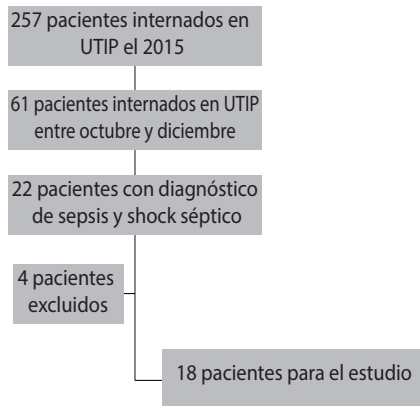 257 pacientes internados en
UTIP el 2015
61 pacientes internados en UTIP
entre octubre y diciembre
22 pacientes con diagnóstico
de sepsis y shock séptico
4 pacientes
excluidos
18 pacientes para el estudio